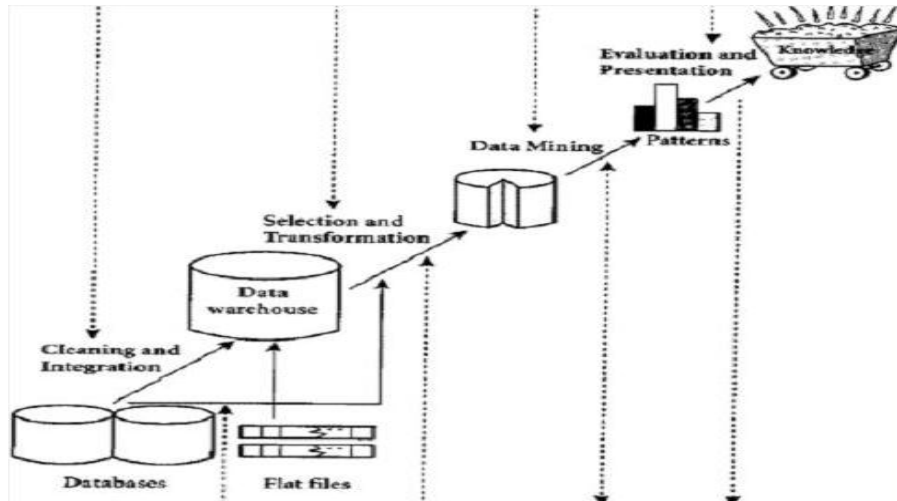 Evaluation and
Presentation
Knowledge
Patterns
Data Mining
Selection and
Transformation
Data
warehouse
Cleaning and
Integration
Databases
Flat files